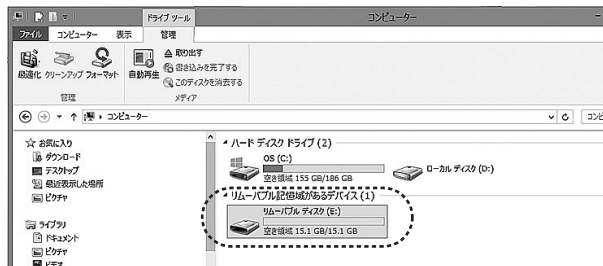 ドライブ ツール
コンピューター
ファイル コンピューター 表示 管理
最適化 クリーンアップ フォーマット
管理
自動再生
取り出す
書き込みを完了する
このディスクを消去する
メディア
コンピューター
お気に入り
ダウンロード
デスクトップ
最近表示した場所
ピクチャ
ライブラリ
ドキュメント
ピクチャ
ビデオ
ハード ディスク ドライブ (2)
OS (C:)
空き領域 155 GB/186 GB
ローカル ディスク (D:)
リムーバブル記憶域があるデバイス (1)
リムーバブル ディスク (E:)
空き領域 15.1 GB/15.1 GB